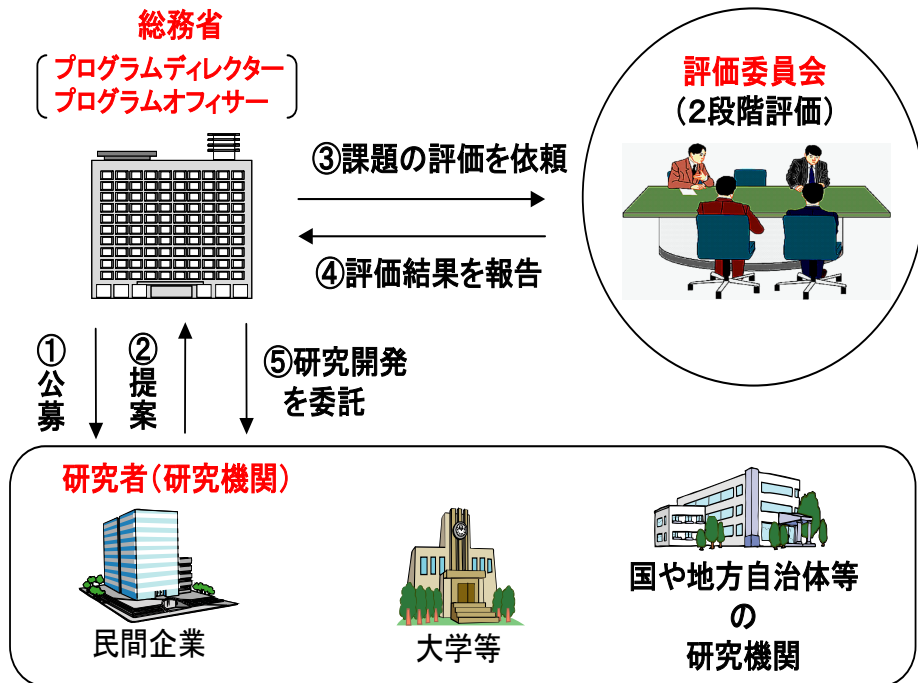 総務省
プログラムディレクター
プログラムオフィサー
評価委員会
(2段階評価)
③課題の評価を依頼
④評価結果を報告
①公募
②提案
⑤研究開発
を委託
研究者(研究機関)
民間企業
大学等
国や地方自治体等
の
研究機関